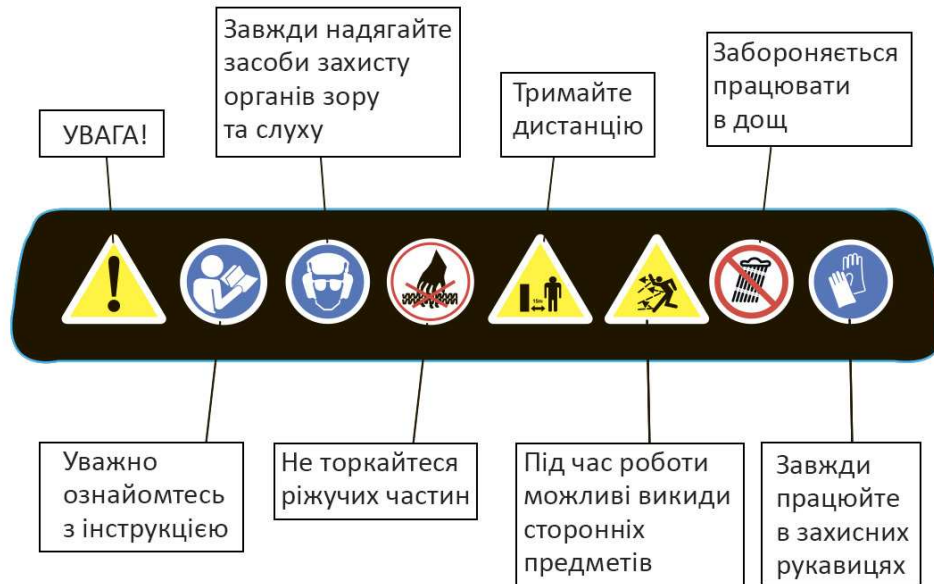 УВАГА!
Завжди надягайте
засоби захисту
органів зору
та слуху
Тримайте
дистанцію
Забороняється
працювати
в дощ
15m
Уважно
ознайомтесь
з інструкцією
Не торкайтеся
ріжучих частин
Під час роботи
можливі викиди
сторонніх
предметів
Завжди
працюйте
в захисних
рукавицях